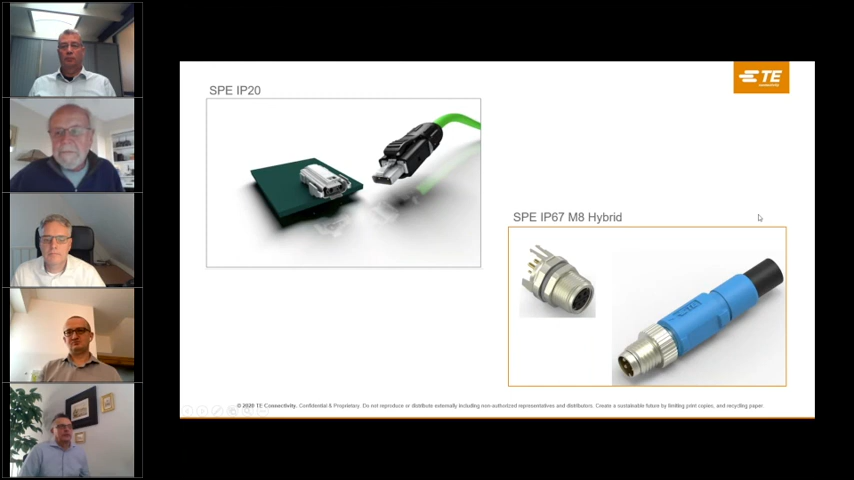 SPE IP20
TE
SPE IP67 M8 Hybrid
© 2020 TE Connectivity. Confidential & Proprietary. Do not reproduce or distribute externally including non-authorized representatives and distributors. Create a sustainable future by limiting print copies, and recycling paper.